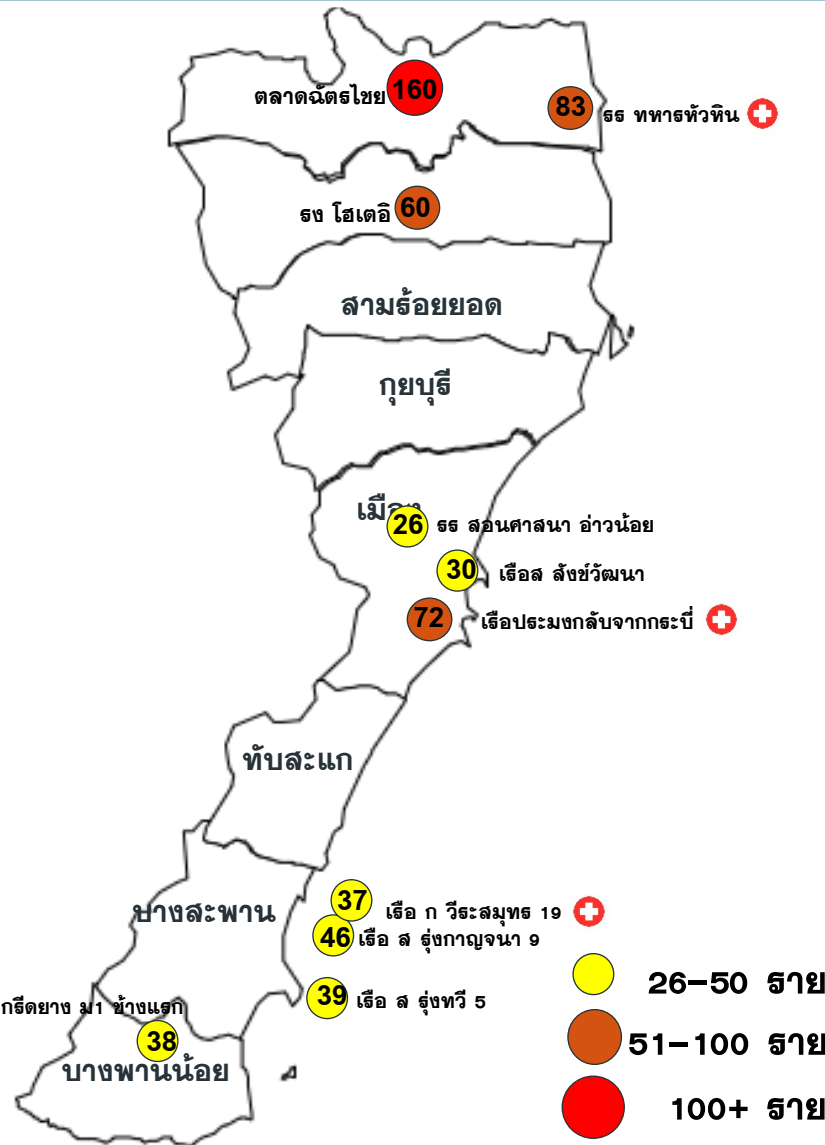 ตลาดฉัตรไชย 160
83 รร ทหารหัวหิน
รง โฮเตอิ 60
สามร้อยยอด
กุยบุรี
เมือง
26 รร สอนศาสนา อ่าวน้อย
30 เรือส สังข์วัฒนา
72 เรือประมงกลับจากกระบี่
ทับสะแก
37 เรือ ก วีระสมุทร 19
บางสะพาน
46 เรือ ส รุ่งกาญจนา 9
39 เรือ ส รุ่งทวี 5
กรีดยาง ม1 ช้างแรก
38
บางพานน้อย
26-50 ราย
51-100 ราย
100+ ราย